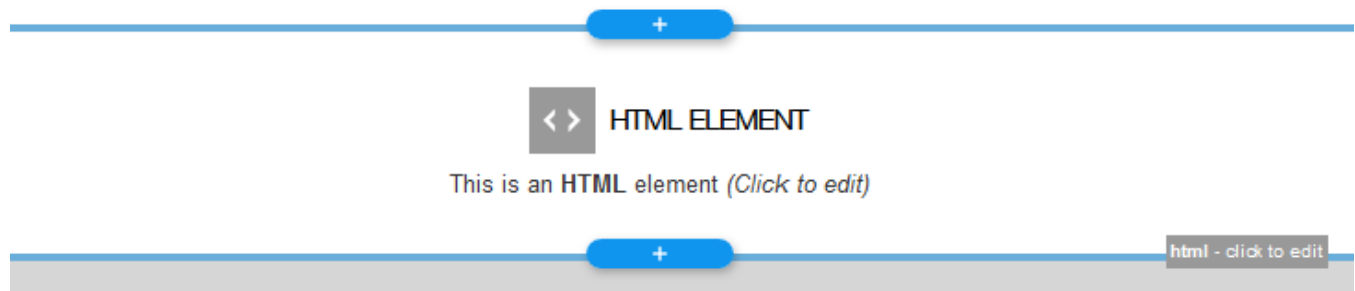 +
HTML ELEMENT
This is an HTML element (Click to edit)
+
html - click to edit